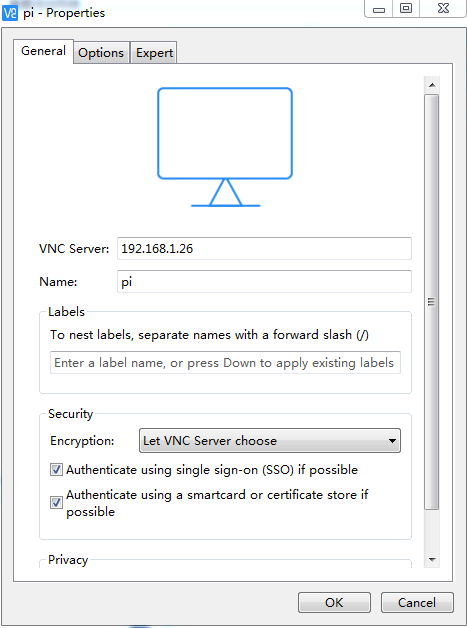 pi - Properties
General Options Expert
VNC Server: 192.168.1.26
Name: pi
Labels
To nest labels, separate names with a forward slash (/)
Enter a label name, or press Down to apply existing labels
Security
Encryption: Let VNC Server choose
Authenticate using single sign-on (SSO) if possible
Authenticate using a smartcard or certificate store if
possible
Privacy
OK Cancel